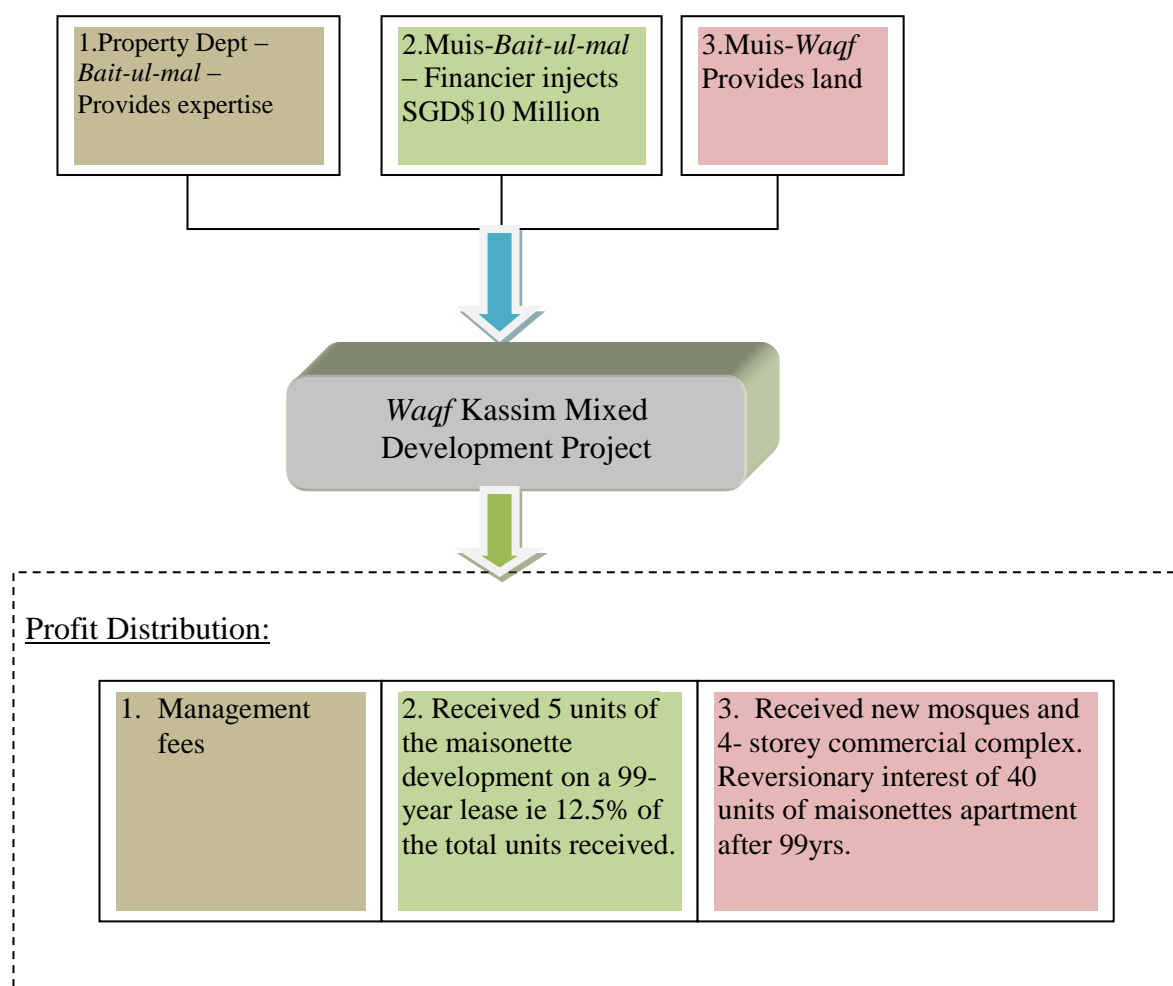 1.Property Dept –
Bait-ul-mal –
Provides expertise
2.Muis-Bait-ul-mal
– Financier injects
SGD$10 Million
3.Muis-Waqf
Provides land
Waqf Kassim Mixed
Development Project
Profit Distribution:
1. Management
fees
2. Received 5 units of
the maisonette
development on a 99-
year lease ie 12.5% of
the total units received.
3. Received new mosques and
4- storey commercial complex.
Reversionary interest of 40
units of maisonettes apartment
after 99yrs.